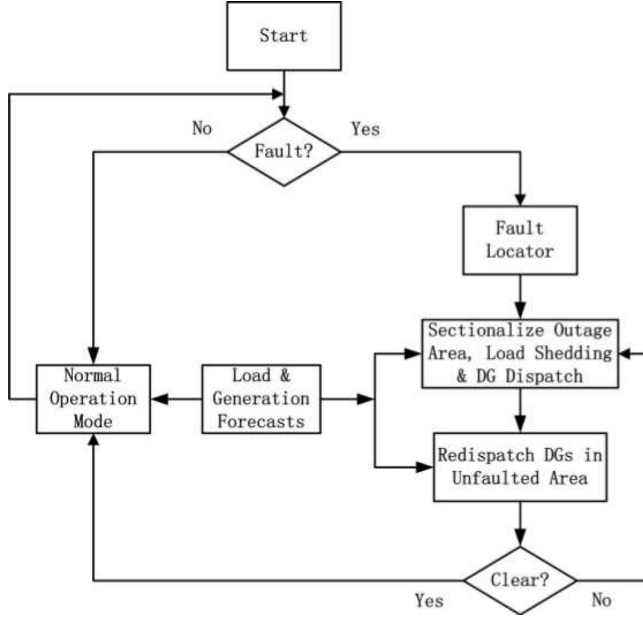 Start
No
Yes
Fault?
Fault
Locator
Sectionalize Outage
Area, Load Shedding
& DG Dispatch
Normal
Operation
Mode
Load &
Generation
Forecasts
Redispatch DGs in
Unfaulted Area
Clear?
Yes
No